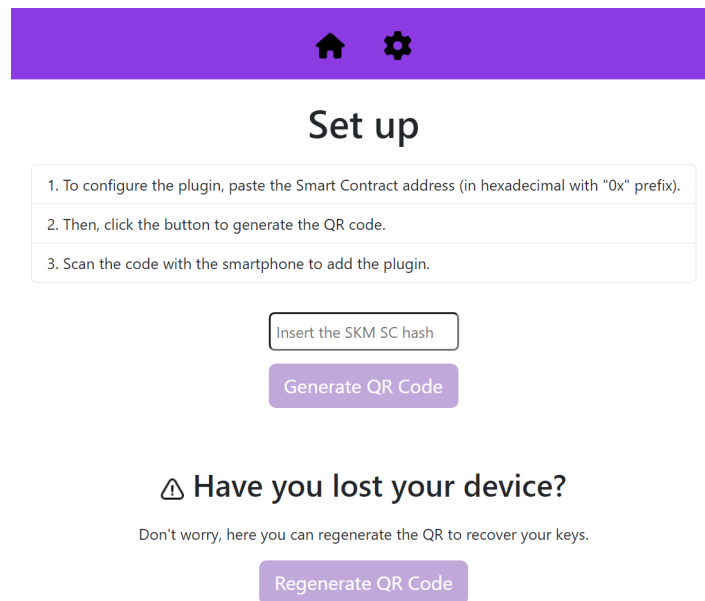 Set up
1. To configure the plugin, paste the Smart Contract address (in hexadecimal with "0x" prefix).
2. Then, click the button to generate the QR code.
3. Scan the code with the smartphone to add the plugin.
Insert the SKM SC hash
Generate QR Code
Have you lost your device?
Don't worry, here you can regenerate the QR to recover your keys.
Regenerate QR Code